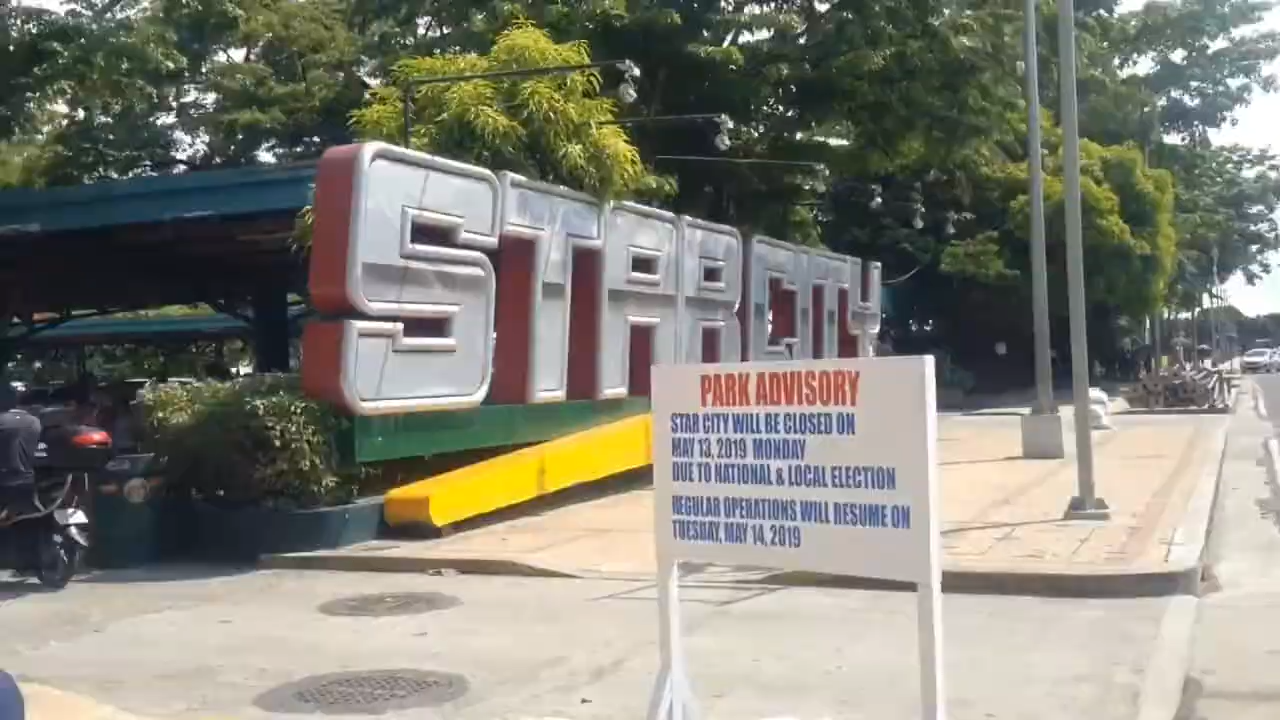 STAR CITY
PARK ADVISORY
STAR CITY WILL BE CLOSED ON
MAY 13, 2019 MONDAY
DUE TO NATIONAL & LOCAL ELECTION
REGULAR OPERATIONS WILL RESUME ON
TUESDAY, MAY 14, 2019